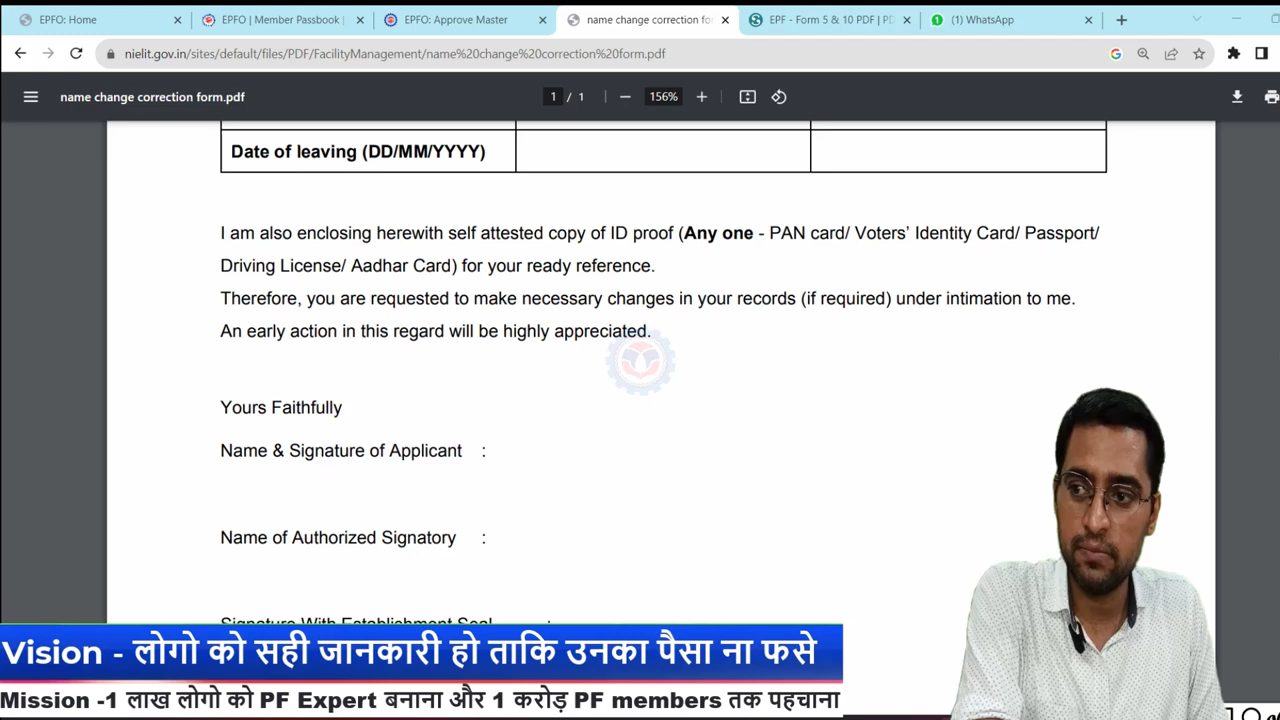 EPFO: Home
EPFO | Member Passbook |
EPFO: Approve Master
name change correction for
EPF - Form 5 & 10 PDF | PD
(1) WhatsApp
nielit.gov.in/sites/default/files/PDF/FacilityManagement/name%20change%20correction%20form.pdf
name change correction form.pdf
1 / 1
156%
Date of leaving (DD/MM/YYYY)
I am also enclosing herewith self attested copy of ID proof (Any one - PAN card/ Voters' Identity Card/ Passport/
Driving License/ Aadhar Card) for your ready reference.
Therefore, you are requested to make necessary changes in your records (if required) under intimation to me.
An early action in this regard will be highly appreciated.
Yours Faithfully
Name & Signature of Applicant :
Name of Authorized Signatory :
Signature With Establishment Seal :
Vision - लोगो को सही जानकारी हो ताकि उनका पैसा ना फसे
Mission -1 लाख लोगो को PF Expert बनाना और 1 करोड़ PF members तक पहचाना